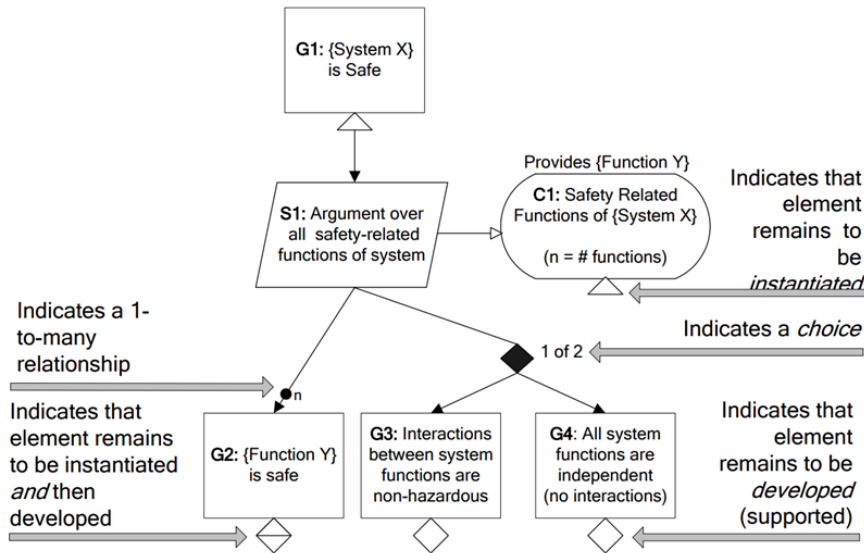 G1: {System X}
is Safe
Provides {Function Y}
S1: Argument over
all safety-related
functions of system
C1: Safety Related
Functions of {System X}
(n = # functions)
Indicates that
element
remains to
be
instantiated
Indicates a 1-
to-many
relationship
n
1 of 2
Indicates a choice
Indicates that
element remains
to be instantiated
and then
developed
G2: {Function Y}
is safe
G3: Interactions
between system
functions are
non-hazardous
G4: All system
functions are
independent
(no interactions)
Indicates that
element
remains to be
developed
(supported)